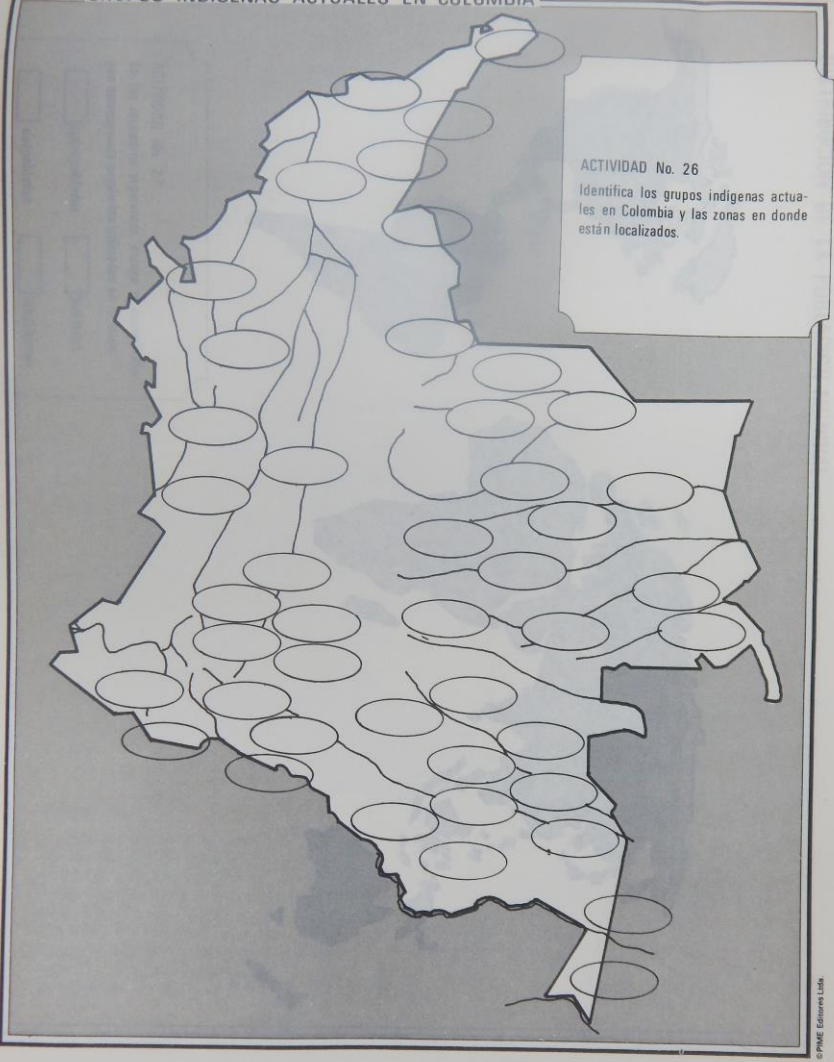 GRUPOS INDIGENAS ACTUALES EN COLOMBIA
ACTIVIDAD No. 26
Identifica los grupos indígenas actua-
les en Colombia y las zonas en donde
están localizados.
©PIME Editores Ltda.